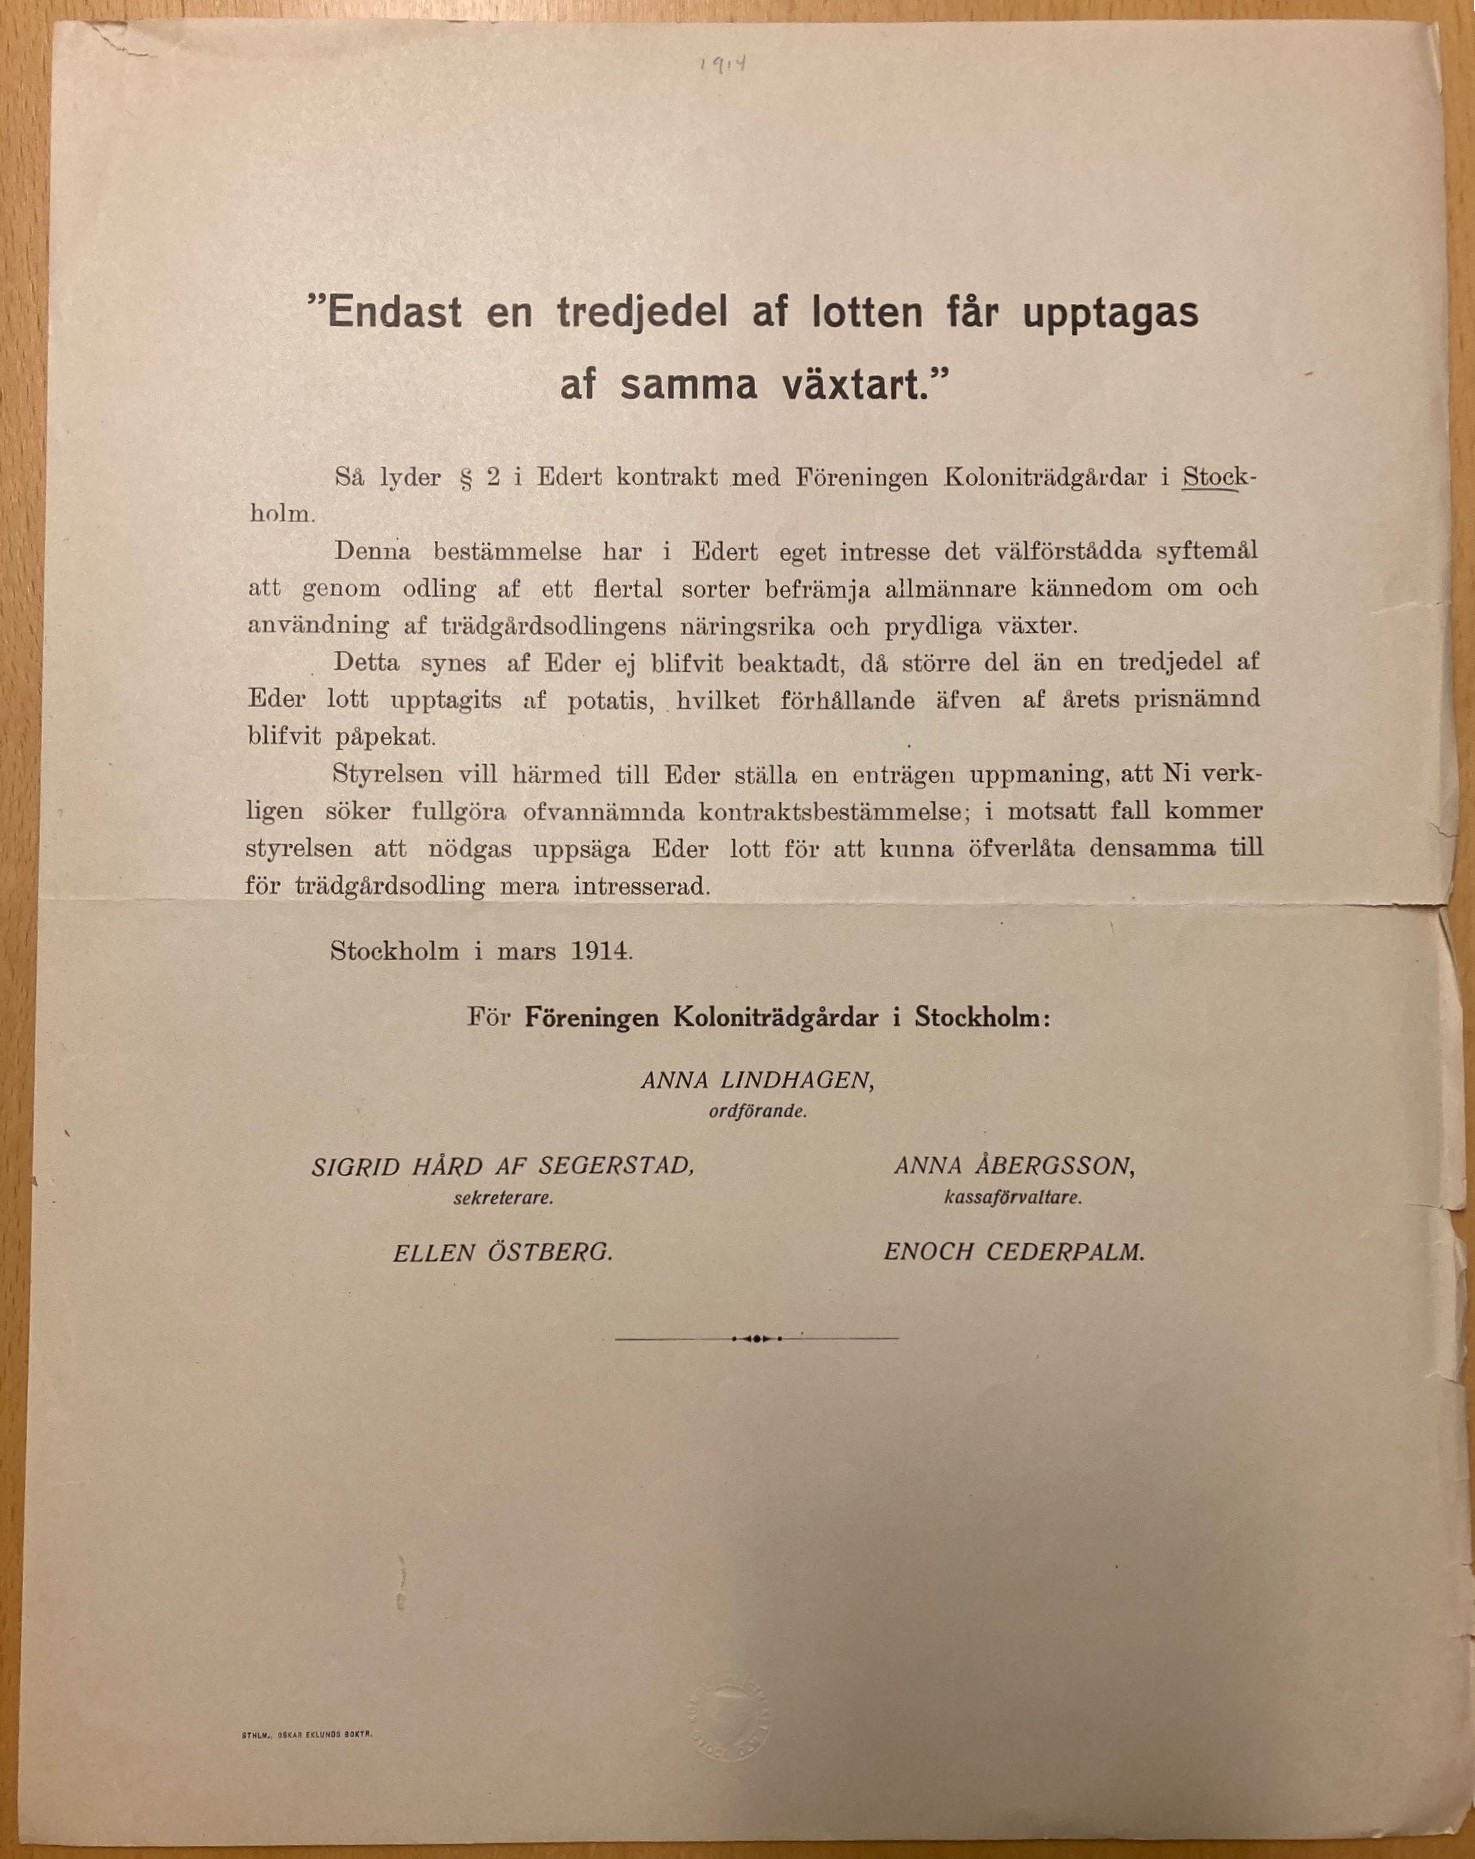 1914
”Endast en tredjedel af lotten får upptagas
af samma växtart.”
Så lyder § 2 i Edert kontrakt med Föreningen Koloniträdgårdar i Stock-
holm.
Denna bestämmelse har i Edert eget intresse det välförstådda syftemål
att genom odling af ett flertal sorter befrämja allmännare kännedom om och
användning af trädgårdsodlingens näringsrika och prydliga växter.
Detta synes af Eder ej blifvit beaktadt, då större del än en tredjedel af
Eder lott upptagits af potatis, hvilket förhållande äfven af årets prisnämnd
blifvit påpekat.
Styrelsen vill härmed till Eder ställa en enträgen uppmaning, att Ni verk-
ligen söker fullgöra ofvannämnda kontraktsbestämmelse; i motsatt fall kommer
styrelsen att nödgas uppsäga Eder lott för att kunna öfverlåta densamma till
för trädgårdsodling mera intresserad.
Stockholm i mars 1914.
För Föreningen Koloniträdgårdar i Stockholm:
ANNA LINDHAGEN,
ordförande.
SIGRID HÅRD AF SEGERSTAD, ANNA ÅBERGSSON,
sekreterare. kassaförvaltare.
ELLEN ÖSTBERG. ENOCH CEDERPALM.
STHLM., OSKAR EKLUNDS BOKTR.